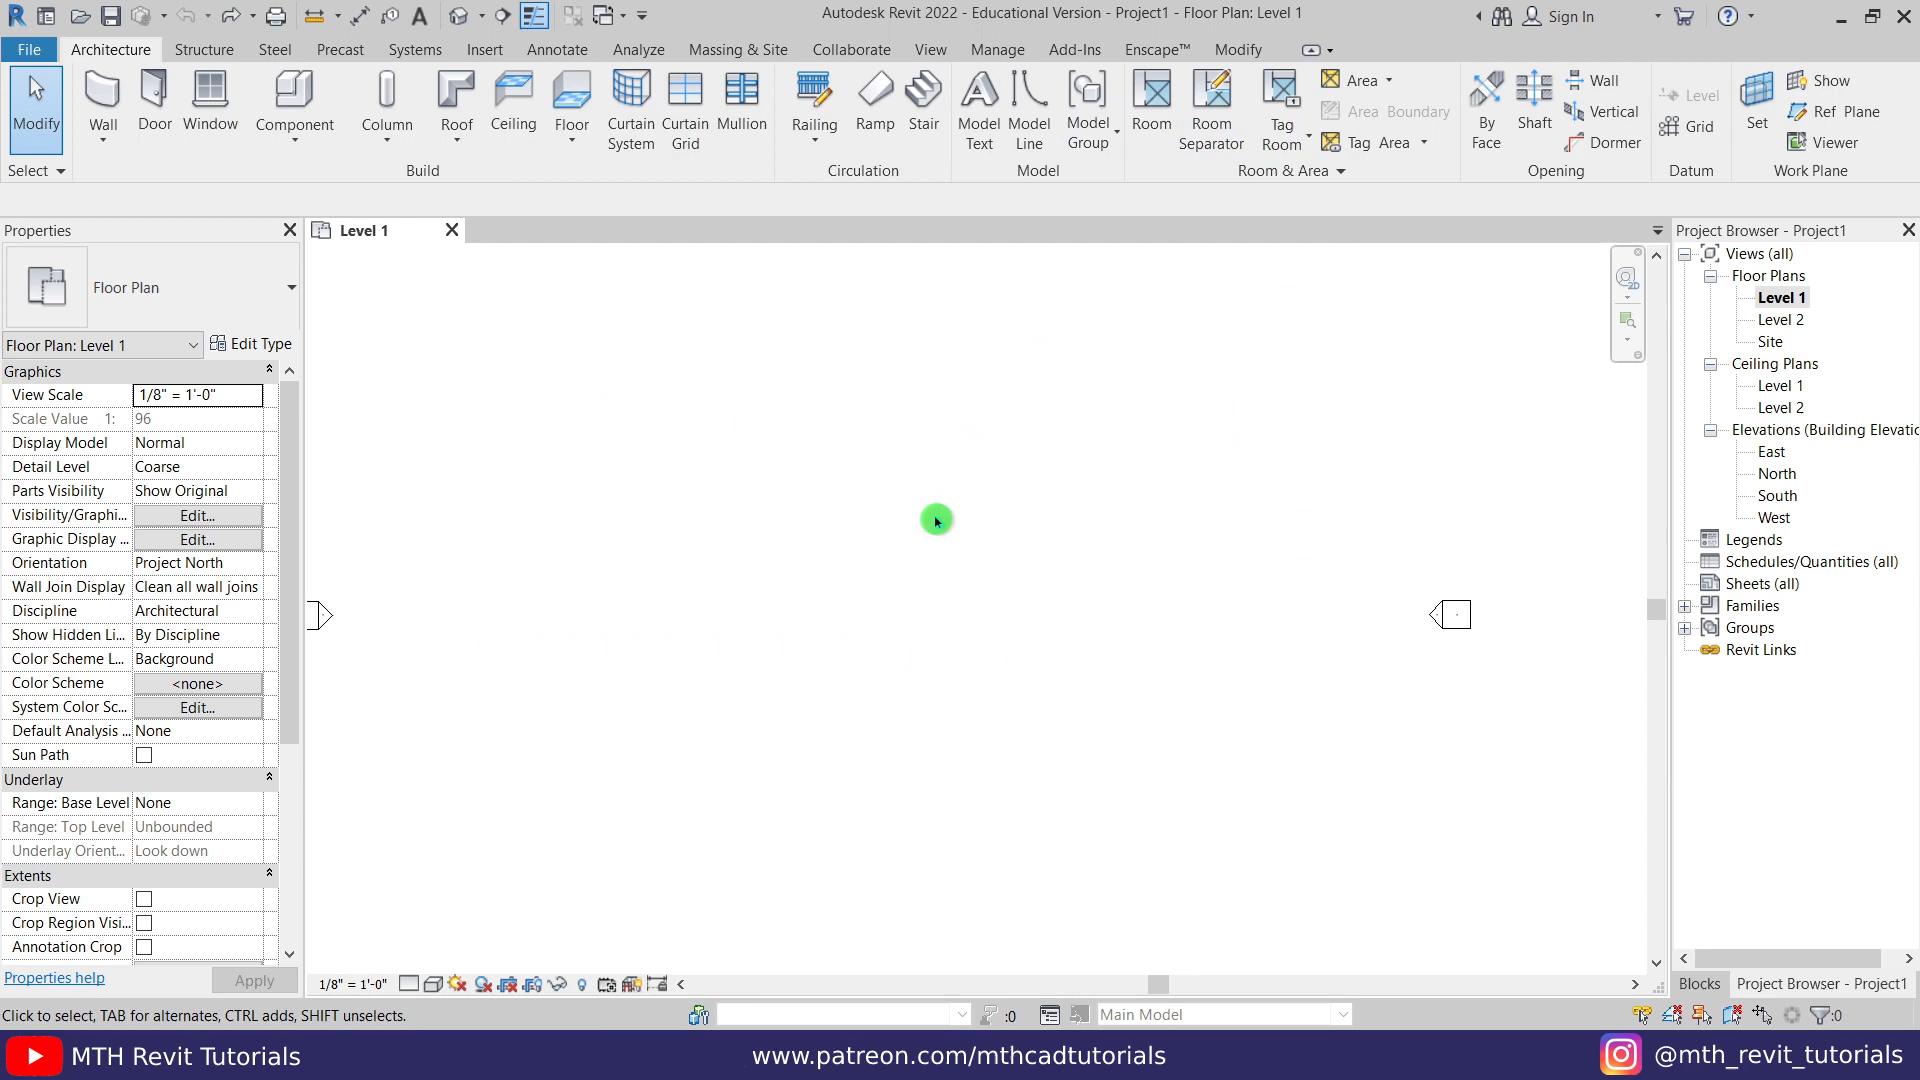 Autodesk Revit 2022 - Educational Version - Project1 - Floor Plan: Level 1
Sign In
File Architecture Structure Steel Precast Systems Insert Annotate Analyze Massing & Site Collaborate View Manage Add-Ins Enscape™ Modify
Modify
Wall
Door
Window
Component
Column
Roof
Ceiling
Floor
Curtain System
Curtain Grid
Mullion
Railing
Ramp
Stair
Model Text
Model Line
Model Group
Room
Room Separator
Tag Room
Area
Area Boundary
Tag Area
By Face
Shaft
Wall
Vertical
Dormer
Level
Grid
Set
Show
Ref Plane
Viewer
Select Build Circulation Model Room & Area Opening Datum Work Plane
Properties
Floor Plan
Floor Plan: Level 1 Edit Type
Graphics
View Scale 1/8" = 1'-0"
Scale Value 1: 96
Display Model Normal
Detail Level Coarse
Parts Visibility Show Original
Visibility/Graphi... Edit...
Graphic Display ... Edit...
Orientation Project North
Wall Join Display Clean all wall joins
Discipline Architectural
Show Hidden Li... By Discipline
Color Scheme L... Background
Color Scheme <none>
System Color Sc... Edit...
Default Analysis ... None
Sun Path
Underlay
Range: Base Level None
Range: Top Level Unbounded
Underlay Orient... Look down
Extents
Crop View
Crop Region Visi...
Annotation Crop
Properties help Apply
Level 1
2D
1/8" = 1'-0"
Project Browser - Project1
Views (all)
Floor Plans
Level 1
Level 2
Site
Ceiling Plans
Level 1
Level 2
Elevations (Building Elevatio
East
North
South
West
Legends
Schedules/Quantities (all)
Sheets (all)
Families
Groups
Revit Links
Blocks Project Browser - Project1
Click to select, TAB for alternates, CTRL adds, SHIFT unselects.
:0
Main Model
:0
MTH Revit Tutorials
www.patreon.com/mthcadtutorials
@mth_revit_tutorials